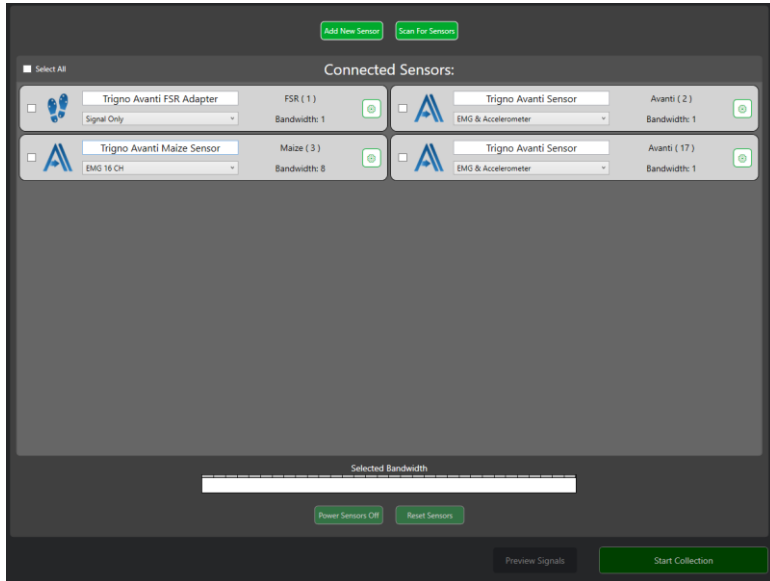 Add New Sensor Scan For Sensors
Select All
Connected Sensors:
Trigno Avanti FSR Adapter
FSR ( 1 )
Signal Only
Bandwidth: 1
Trigno Avanti Sensor
Avanti ( 2 )
EMG & Accelerometer
Bandwidth: 1
Trigno Avanti Maize Sensor
Maize ( 3 )
EMG 16 CH
Bandwidth: 8
Trigno Avanti Sensor
Avanti ( 17 )
EMG & Accelerometer
Bandwidth: 1
Selected Bandwidth
Power Sensors Off Reset Sensors
Preview Signals Start Collection